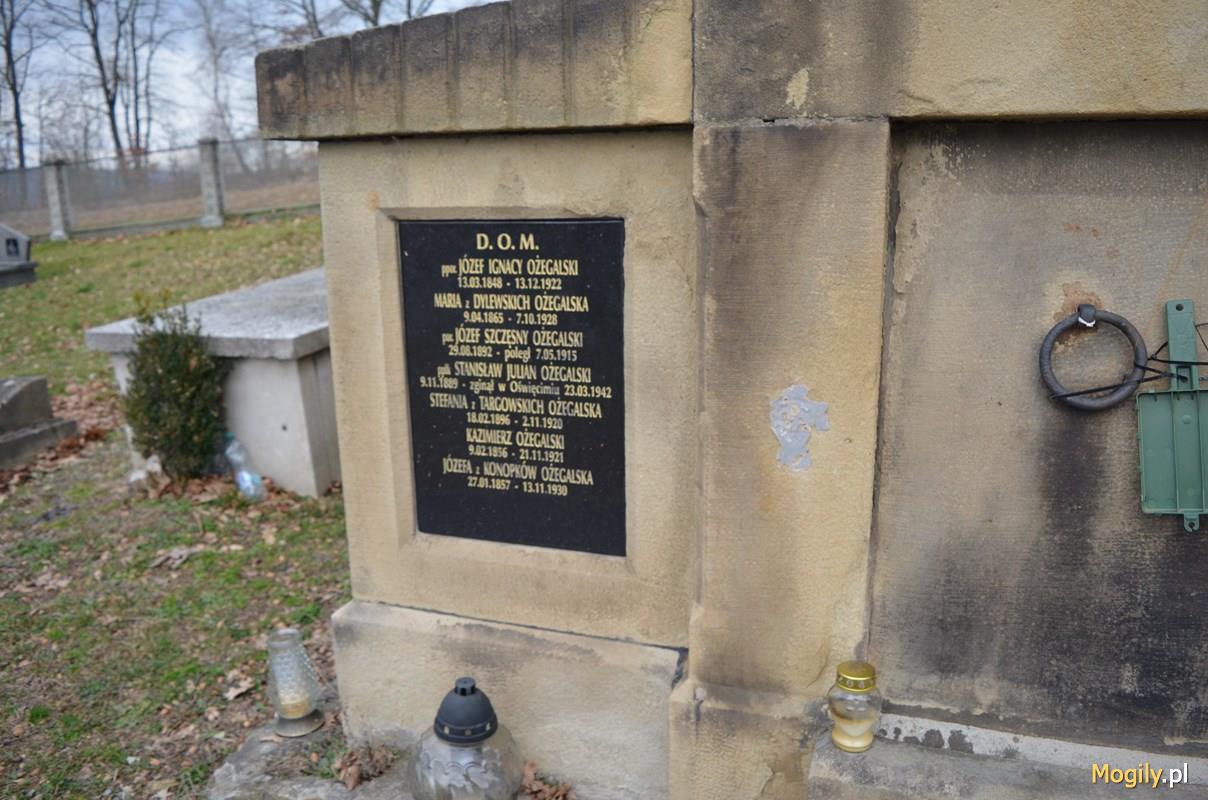 D. O. M.
ppor. JÓZEF IGNACY OŻEGALSKI
13.03.1848 - 13.12.1922
MARIA z DYLEWSKICH OŻEGALSKA
9.04.1865 - 7.10.1928
por. JÓZEF SZCZĘSNY OŻEGALSKI
29.08.1892 - poległ 7.05.1915
ppłk STANISŁAW JULIAN OŻEGALSKI
9.11.1889 - zginął w Oświęcimiu 23.03.1942
STEFANIA z TARGOWSKICH OŻEGALSKA
18.02.1896 - 2.11.1920
KAZIMIERZ OŻEGALSKI
9.02.1856 - 21.11.1921
JÓZEFA z KONOPKÓW OŻEGALSKA
27.01.1857 - 13.11.1930
Mogily.pl